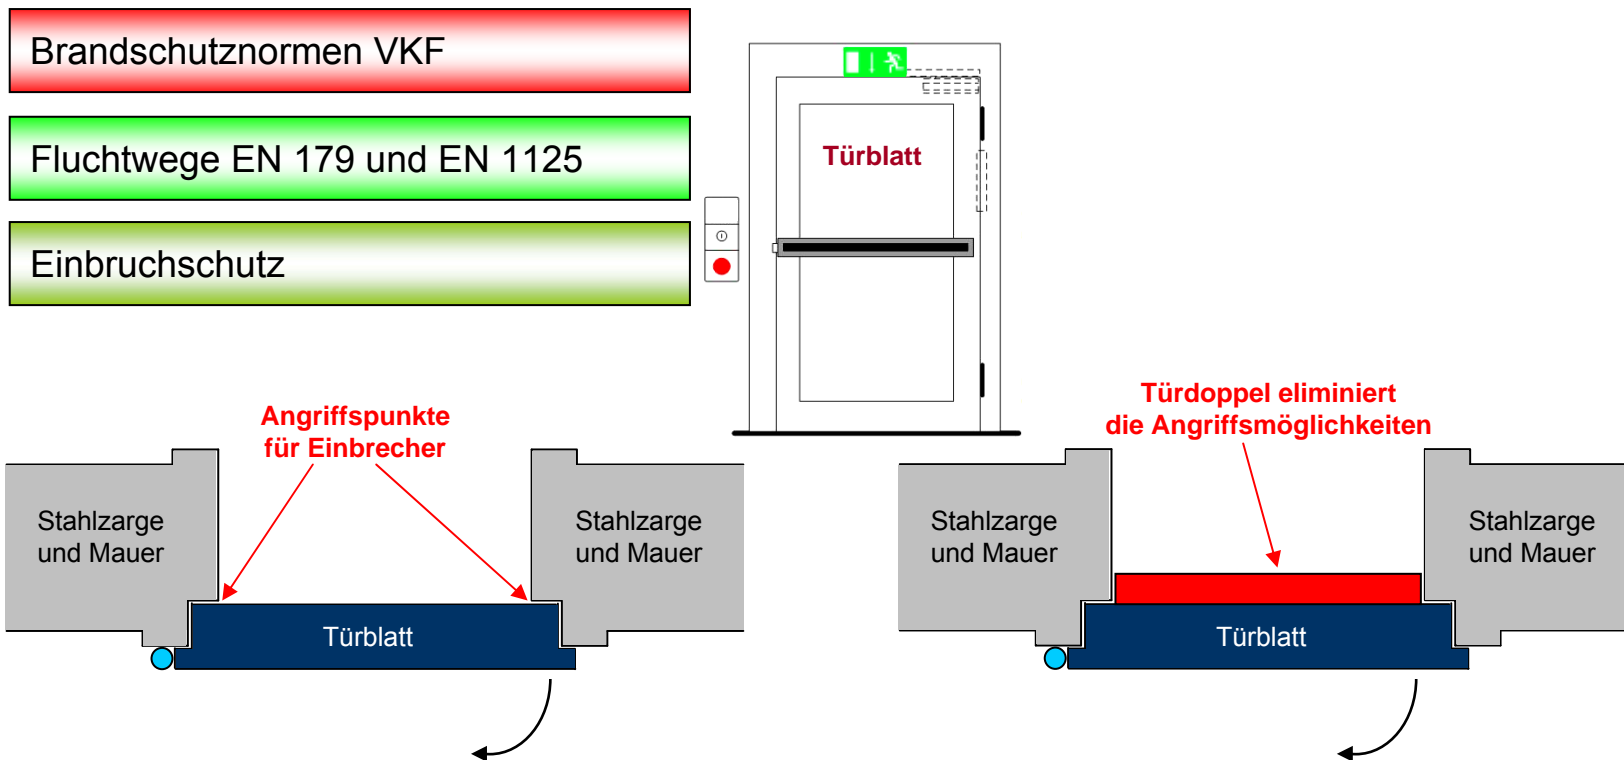 Brandschutznormen VKF
Fluchtwege EN 179 und EN 1125
Einbruchschutz
Türblatt
Angriffspunkte
für Einbrecher
Stahlzarge
und Mauer
Stahlzarge
und Mauer
Türblatt
Türdoppel eliminiert
die Angriffsmöglichkeiten
Stahlzarge
und Mauer
Stahlzarge
und Mauer
Türblatt